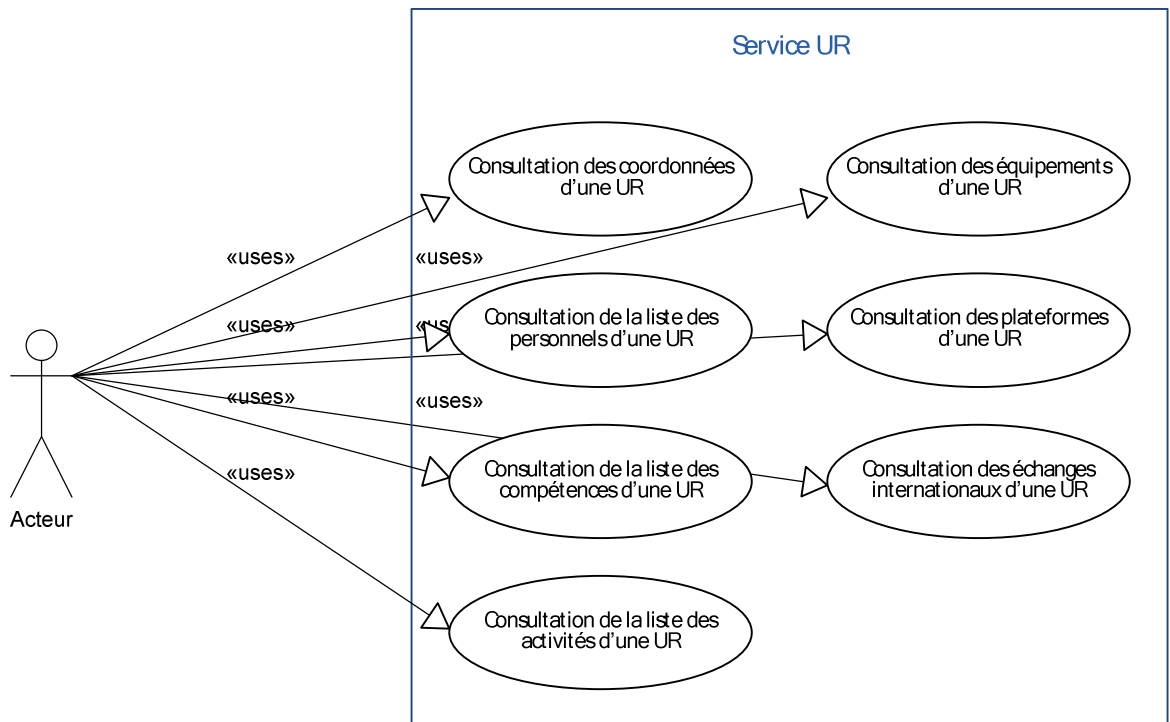 Service UR
Consultation des coordonnées
d'une UR
Consultation des équipements
d'une UR
«uses»
«uses»
«uses»
Consultation de la liste des
personnels d'une UR
Consultation des plateformes
d'une UR
«uses»
«uses»
Consultation de la liste des
compétences d'une UR
Consultation des échanges
internationaux d'une UR
«uses»
Acteur
Consultation de la liste des
activités d'une UR